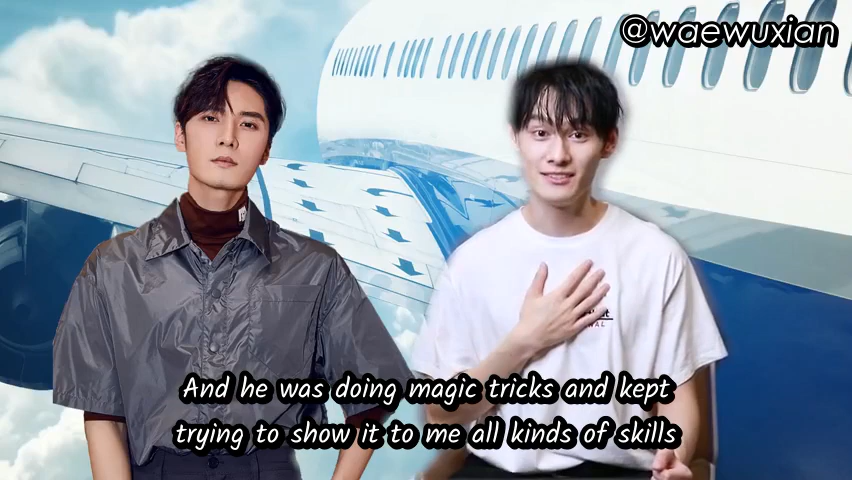 @waewuxian
And he was doing magic tricks and kept
trying to show it to me all kinds of skills